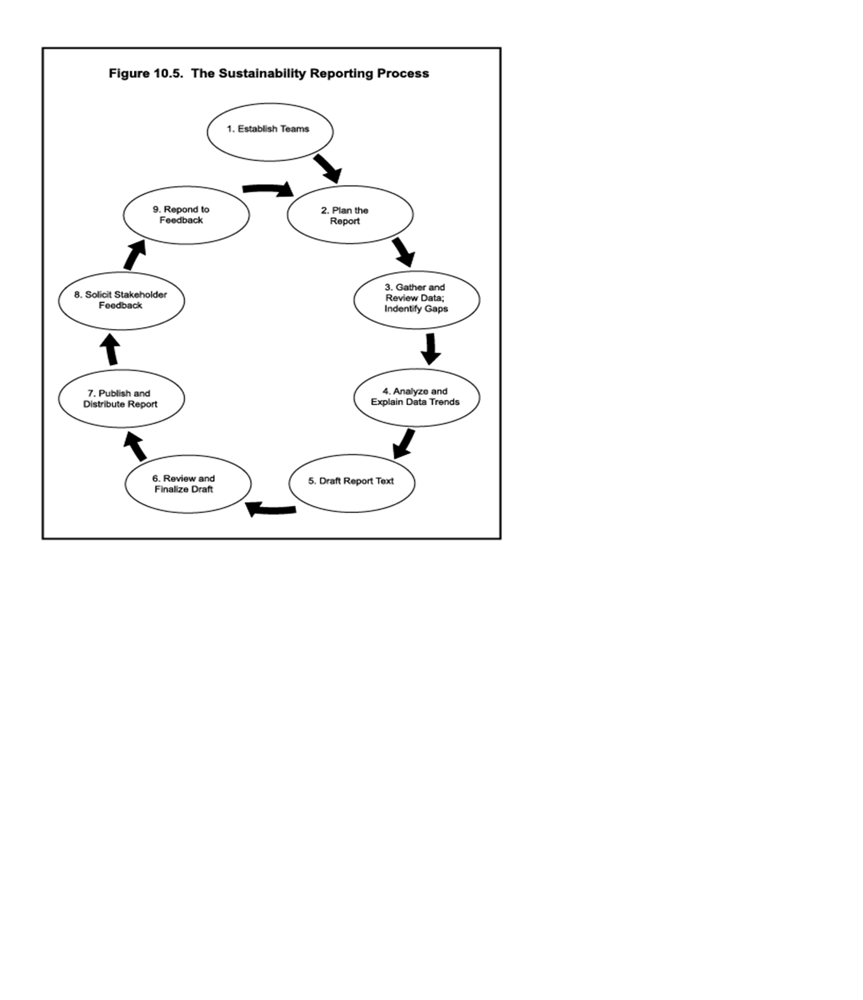 Figure 10.5.  The Sustainability Reporting Process
1. Establish Teams
2. Plan the
Report
3. Gather and
Review Data;
Indentify Gaps
4. Analyze and
Explain Data Trends
5. Draft Report Text
6. Review and
Finalize Draft
7. Publish and
Distribute Report
8. Solicit Stakeholder
Feedback
9. Repond to
Feedback